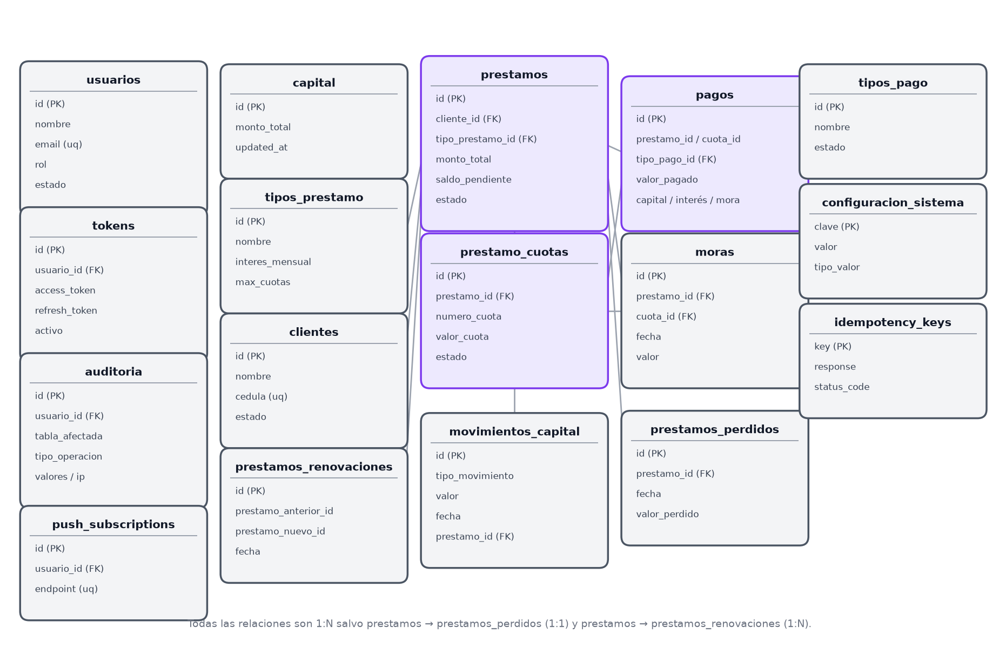 usuarios
id (PK)
nombre
email (uq)
rol
estado
tokens
id (PK)
usuario_id (FK)
access_token
refresh_token
activo
auditoria
id (PK)
usuario_id (FK)
tabla_afectada
tipo_operacion
valores / ip
push_subscriptions
id (PK)
usuario_id (FK)
endpoint (uq)
capital
id (PK)
monto_total
updated_at
tipos_prestamo
id (PK)
nombre
interes_mensual
max_cuotas
clientes
id (PK)
nombre
cedula (uq)
estado
prestamos_renovaciones
id (PK)
prestamo_anterior_id
prestamo_nuevo_id
fecha
prestamos
id (PK)
cliente_id (FK)
tipo_prestamo_id (FK)
monto_total
saldo_pendiente
estado
prestamo_cuotas
id (PK)
prestamo_id (FK)
numero_cuota
valor_cuota
estado
movimientos_capital
id (PK)
tipo_movimiento
valor
fecha
prestamo_id (FK)
pagos
id (PK)
prestamo_id / cuota_id
tipo_pago_id (FK)
valor_pagado
capital / interés / mora
moras
id (PK)
prestamo_id (FK)
cuota_id (FK)
fecha
valor
prestamos_perdidos
id (PK)
prestamo_id (FK)
fecha
valor_perdido
tipos_pago
id (PK)
nombre
estado
configuracion_sistema
clave (PK)
valor
tipo_valor
idempotency_keys
key (PK)
response
status_code
Todas las relaciones son 1:N salvo prestamos → prestamos_perdidos (1:1) y prestamos → prestamos_renovaciones (1:N).